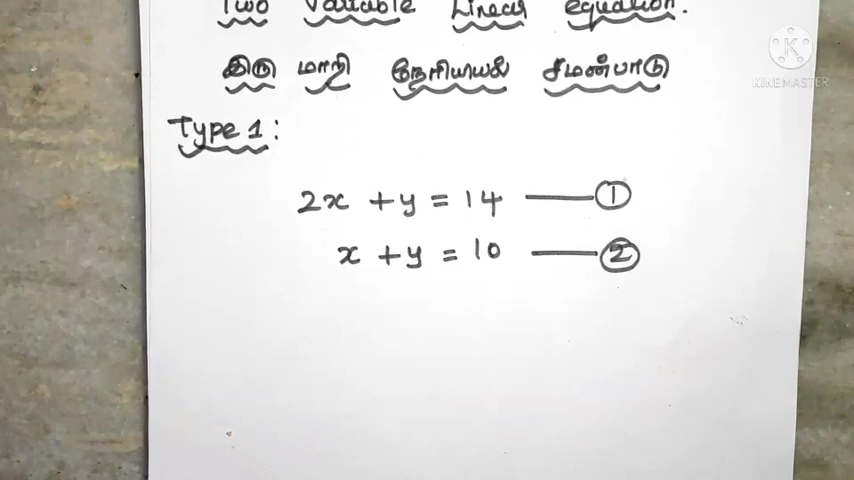 Two Variable Linear equation.
இரு மாறி நேரியியல் சமன்பாடு
Type 1:
2x + y = 14 ——— ①
x + y = 10 ——— ②
KINEMASTER